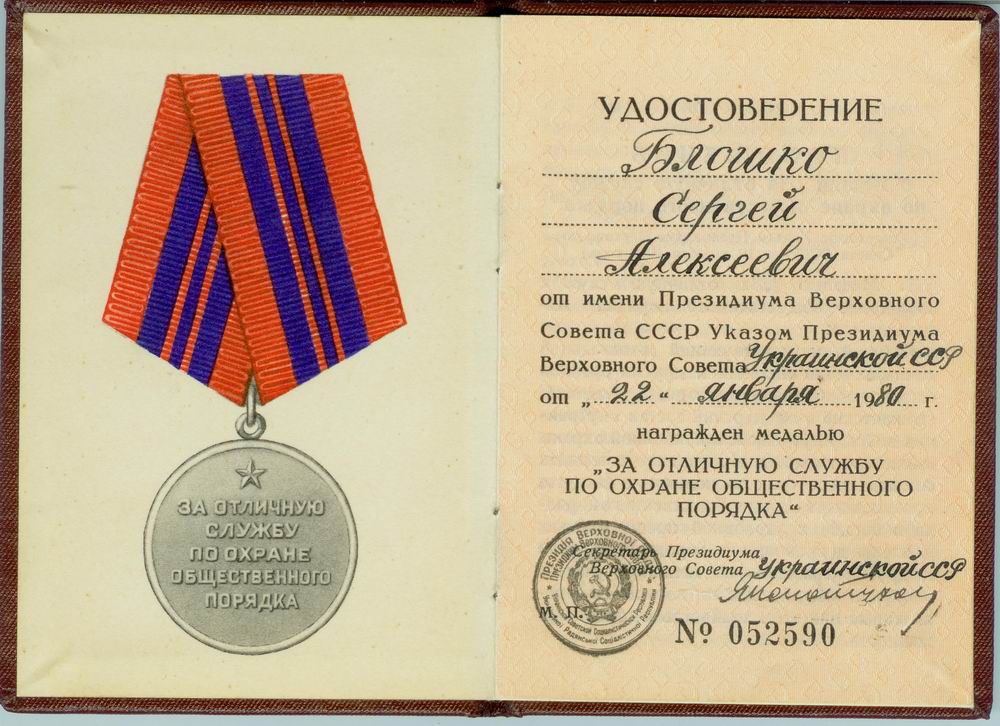 ЗА ОТЛИЧНУЮ
СЛУЖБУ
ПО ОХРАНЕ
ОБЩЕСТВЕННОГО
ПОРЯДКА
УДОСТОВЕРЕНИЕ
Блошко
Сергей
Алексеевич
от имени Президиума Верховного
Совета СССР Указом Президиума
Верховного Совета Украинской ССР
от „ 22 “ января 1980 г.
награжден медалью
„ЗА ОТЛИЧНУЮ СЛУЖБУ
ПО ОХРАНЕ ОБЩЕСТВЕННОГО
ПОРЯДКА“
Секретарь Президиума
Верховного Совета Украинской ССР
М. П.
№ 052590